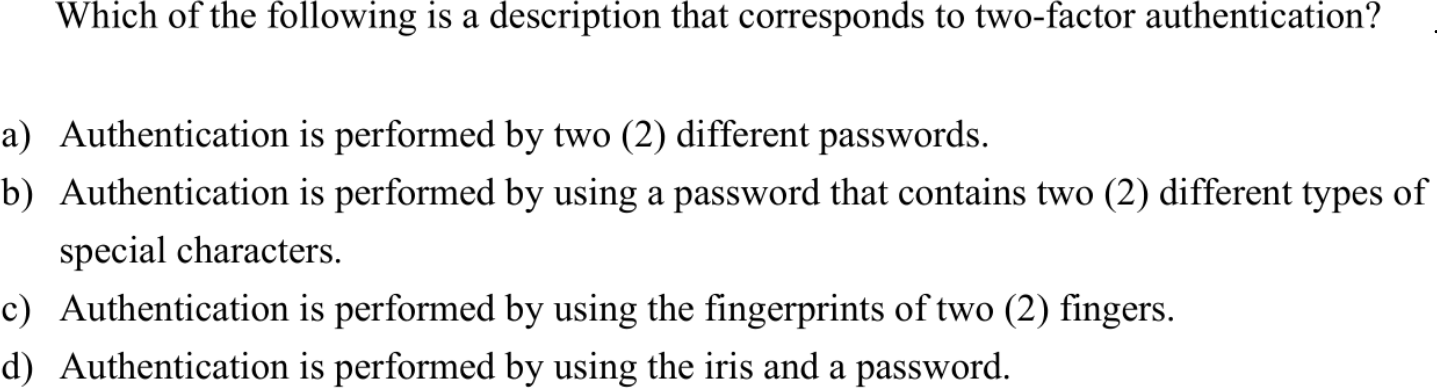 Which of the following is a description that corresponds to two-factor authentication?
a) Authentication is performed by two (2) different passwords.
b) Authentication is performed by using a password that contains two (2) different types of
special characters.
c) Authentication is performed by using the fingerprints of two (2) fingers.
d) Authentication is performed by using the iris and a password.